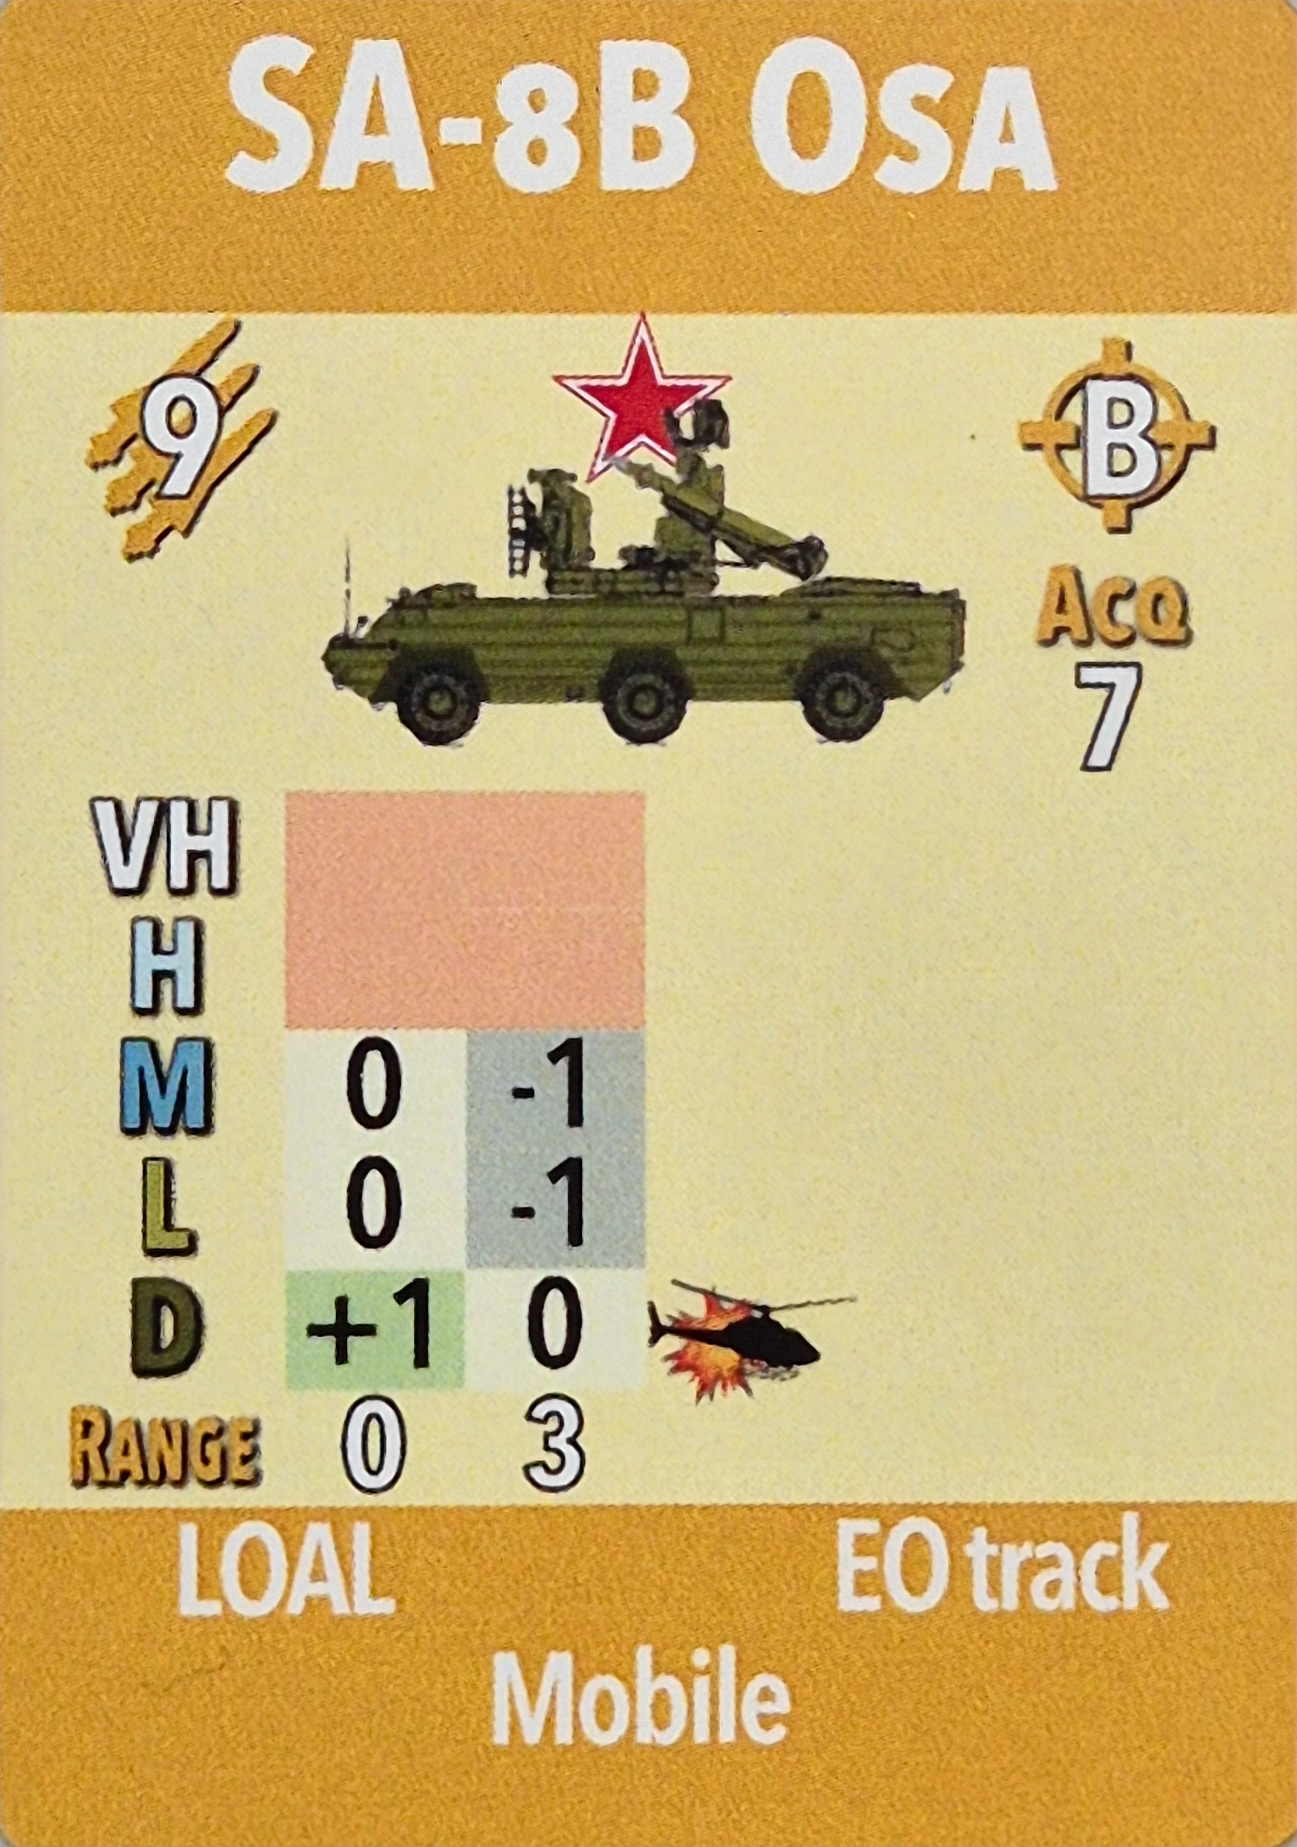 SA-8B OSA
9
B
ACQ
7
VH
H
M 0 -1
L 0 -1
D +1 0
RANGE 0 3
LOAL EO track
Mobile